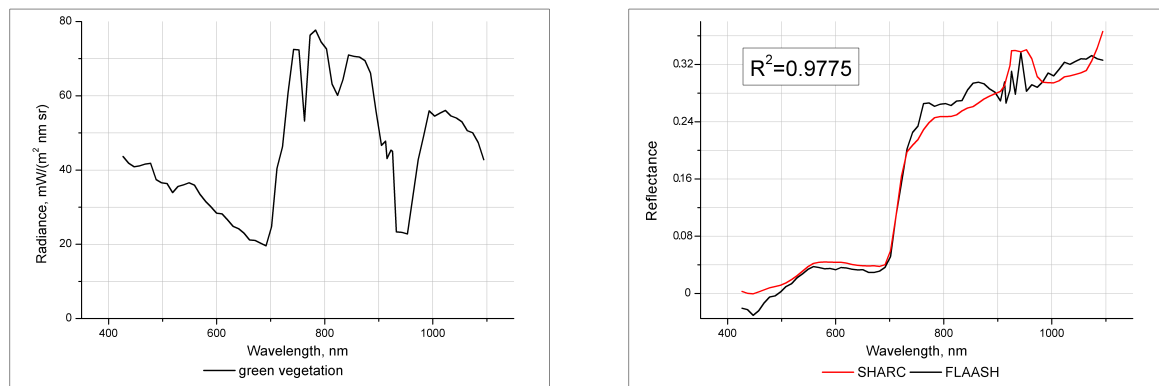 80
60
40
20
0
Radiance, mW/(m² nm sr)
400 600 800 1000
Wavelength, nm
green vegetation
R²=0.9775
0.32
0.24
0.16
0.08
0
Reflectance
400 600 800 1000
Wavelength, nm
SHARC FLAASH